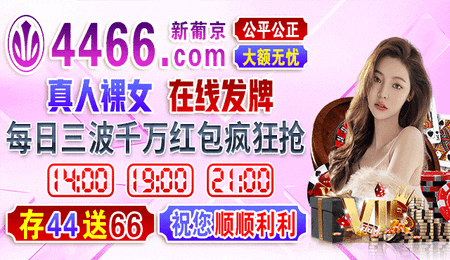 4466.com 新葡京 公平公正
大额无忧
真人裸女 在线发牌
每日三波千万红包疯狂抢
14:00 19:00 21:00
存44送66 祝您顺顺利利
VIP